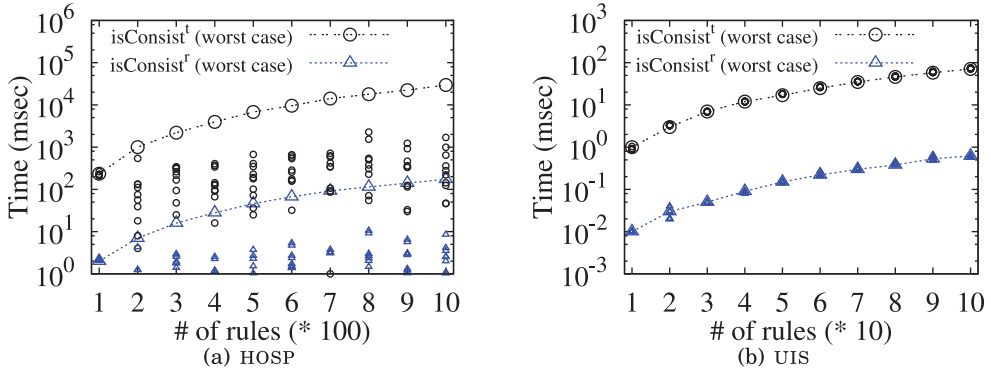 10^6
10^5
10^4
10^3
10^2
10^1
10^0
Time (msec)
isConsist^t (worst case)
isConsist^r (worst case)
1 2 3 4 5 6 7 8 9 10
# of rules (* 100)
(a) HOSP
10^3
10^2
10^1
10^0
10^-1
10^-2
10^-3
Time (msec)
isConsist^t (worst case)
isConsist^r (worst case)
1 2 3 4 5 6 7 8 9 10
# of rules (* 10)
(b) UIS